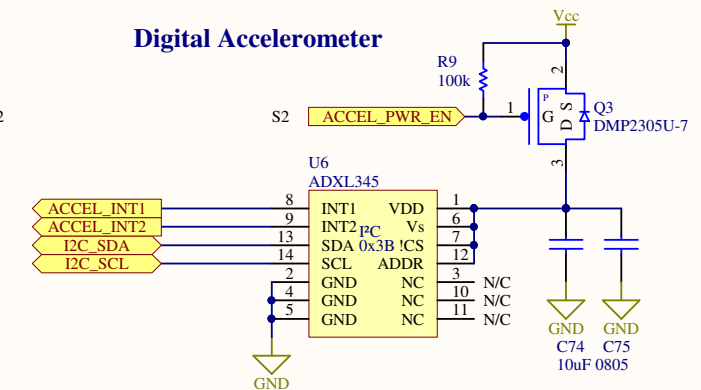 Vcc
Digital Accelerometer
R9
100k
2
2
P
S2
ACCEL_PWR_EN
1
G
D S
Q3
DMP2305U-7
3
U6
ADXL345
ACCEL_INT1
8
INT1
VDD
1
ACCEL_INT2
9
INT2
I²C
Vs
6
I2C_SDA
13
SDA
0x3B
!CS
7
I2C_SCL
14
SCL
ADDR
12
2
GND
NC
3
N/C
4
GND
NC
10
N/C
5
GND
NC
11
N/C
GND
GND
GND
C74
C75
10uF 0805